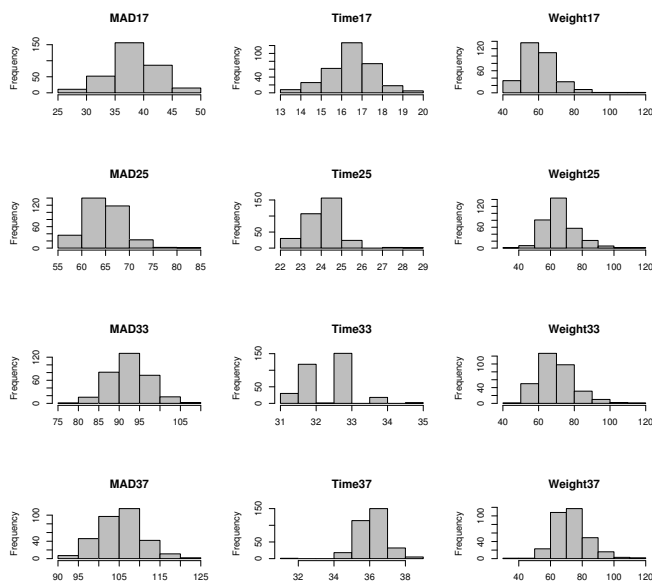 MAD17 Time17 Weight17
Frequency 0 50 150 Frequency 0 40 80 120 Frequency 0 40 80 120
25 30 35 40 45 50 13 14 15 16 17 18 19 20 40 60 80 100 120
MAD25 Time25 Weight25
Frequency 0 60 120 Frequency 0 50 150 Frequency 0 60 120
55 60 65 70 75 80 85 22 23 24 25 26 27 28 29 40 60 80 100 120
MAD33 Time33 Weight33
Frequency 0 60 120 Frequency 0 50 150 Frequency 0 60 120
75 80 85 90 95 105 31 32 33 34 35 40 60 80 100 120
MAD37 Time37 Weight37
Frequency 0 40 100 Frequency 0 50 150 Frequency 0 40 100
90 95 105 115 125 32 34 36 38 40 60 80 100 120